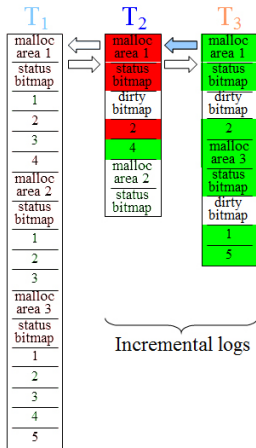 T1
malloc
area 1
status
bitmap
1
2
3
4
malloc
area 2
status
bitmap
1
2
3
malloc
area 3
status
bitmap
1
2
3
4
5
T2
malloc
area 1
status
bitmap
dirty
bitmap
2
4
malloc
area 2
status
bitmap
T3
malloc
area 1
status
bitmap
dirty
bitmap
2
malloc
area 3
status
bitmap
dirty
bitmap
1
5
Incremental logs